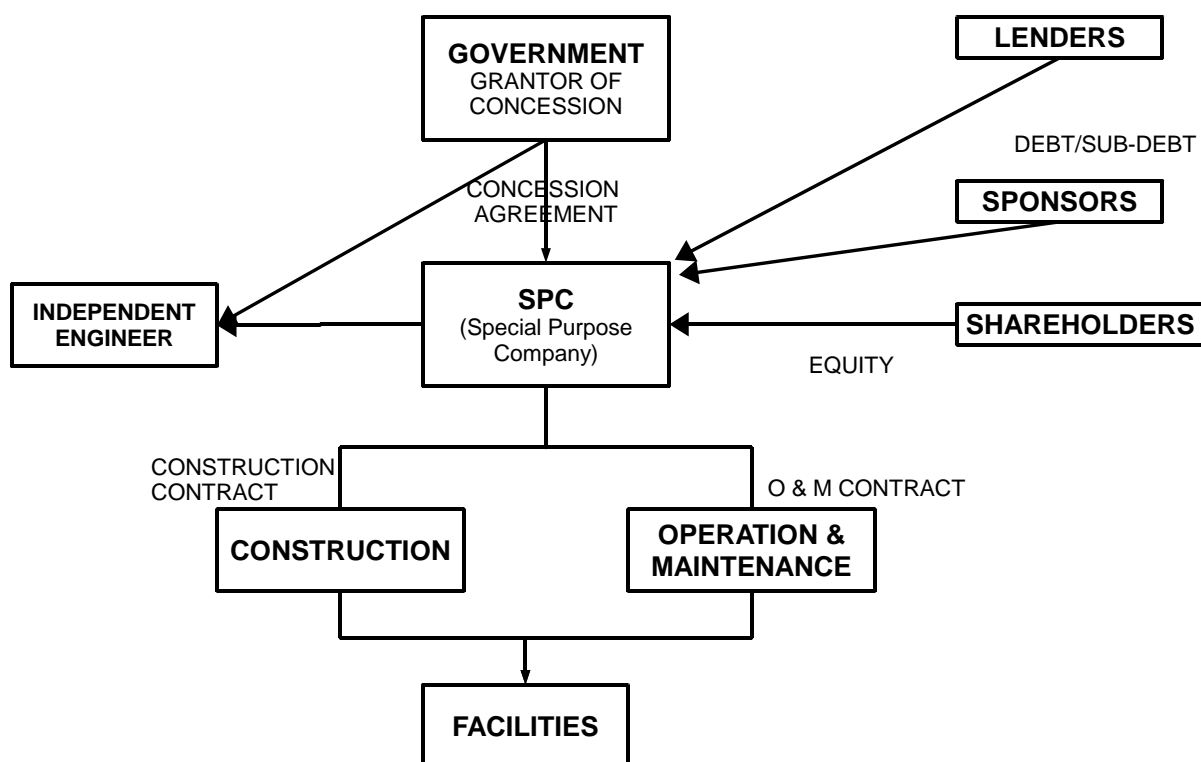 GOVERNMENT
GRANTOR OF
CONCESSION
LENDERS
DEBT/SUB-DEBT
CONCESSION
AGREEMENT
SPONSORS
INDEPENDENT
ENGINEER
SPC
(Special Purpose
Company)
SHAREHOLDERS
EQUITY
CONSTRUCTION
CONTRACT
O & M CONTRACT
CONSTRUCTION
OPERATION &
MAINTENANCE
FACILITIES